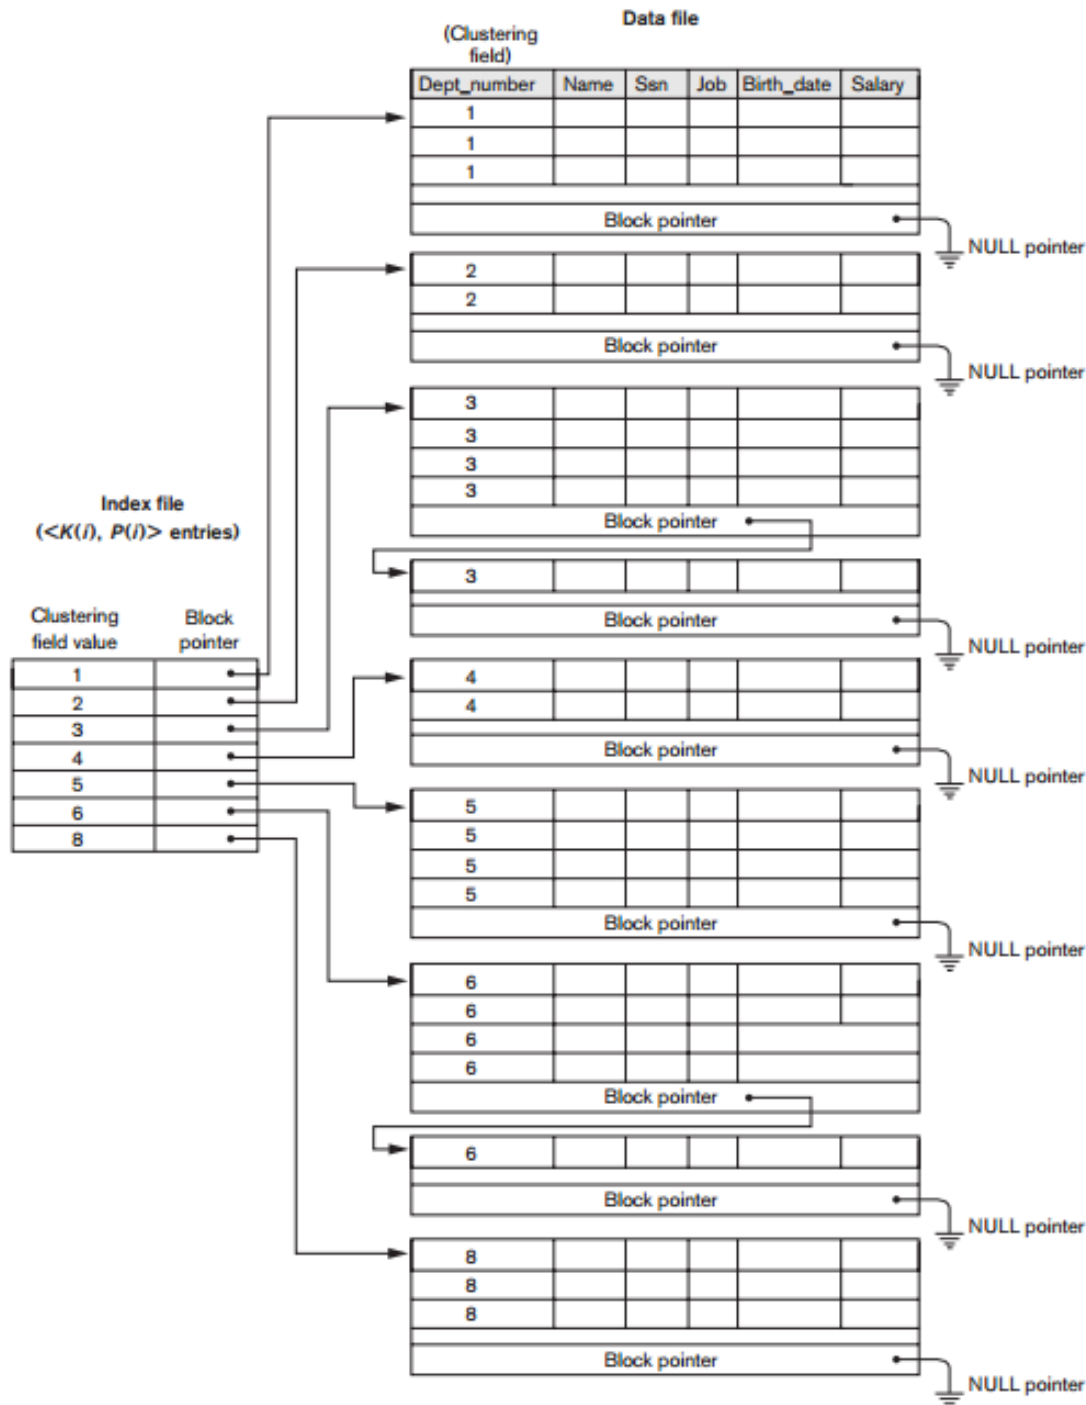 Data file
(Clustering
field)
Dept_number Name Ssn Job Birth_date Salary
1
1
1
Block pointer
NULL pointer
2
2
Block pointer
NULL pointer
3
3
3
3
Block pointer
3
Block pointer
NULL pointer
Index file
(<K(i), P(i)> entries)
Clustering
field value
Block
pointer
1
2
3
4
5
6
8
4
4
Block pointer
NULL pointer
5
5
5
5
Block pointer
NULL pointer
6
6
6
6
Block pointer
6
Block pointer
NULL pointer
8
8
8
Block pointer
NULL pointer